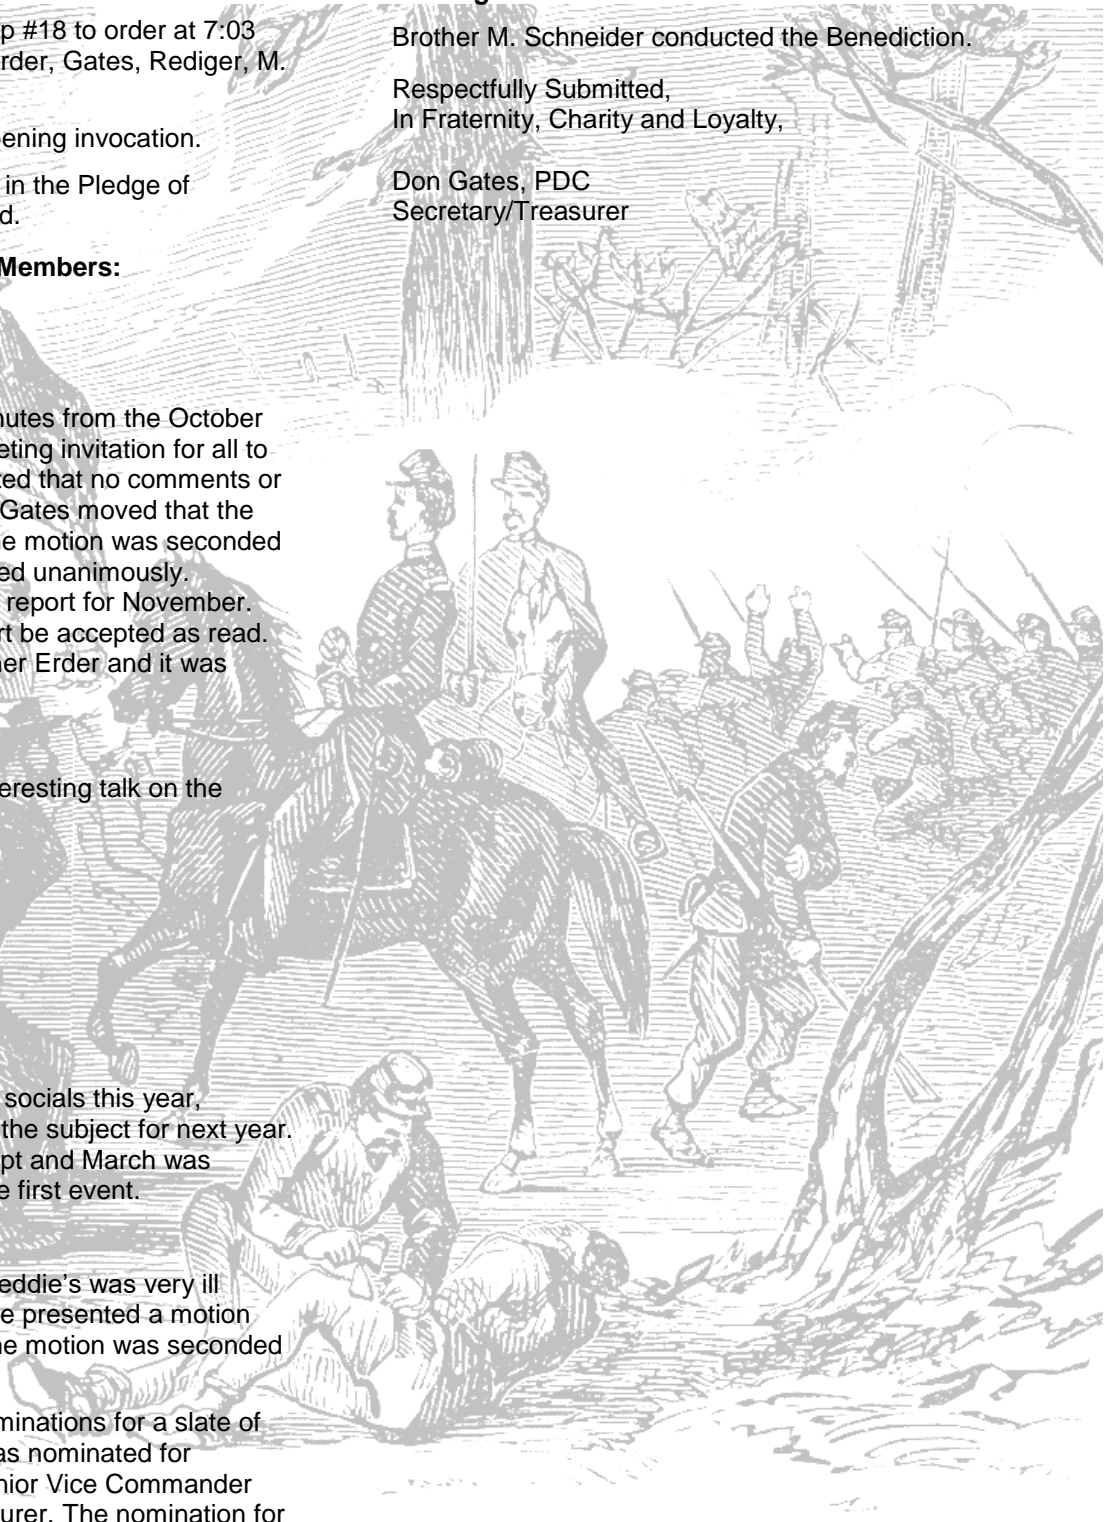 p #18 to order at 7:03
rder, Gates, Rediger, M.
ening invocation.
in the Pledge of
d.
Members:
nutes from the October
eting invitation for all to
ted that no comments or
Gates moved that the
ne motion was seconded
ed unanimously.
report for November.
rt be accepted as read.
her Erder and it was
eresting talk on the
socials this year,
the subject for next year.
pt and March was
e first event.
eddie's was very ill
e presented a motion
ne motion was seconded
minations for a slate of
as nominated for
nior Vice Commander
urer. The nomination for
Brother M. Schneider conducted the Benediction.
Respectfully Submitted,
In Fraternity, Charity and Loyalty,
Don Gates, PDC
Secretary/Treasurer